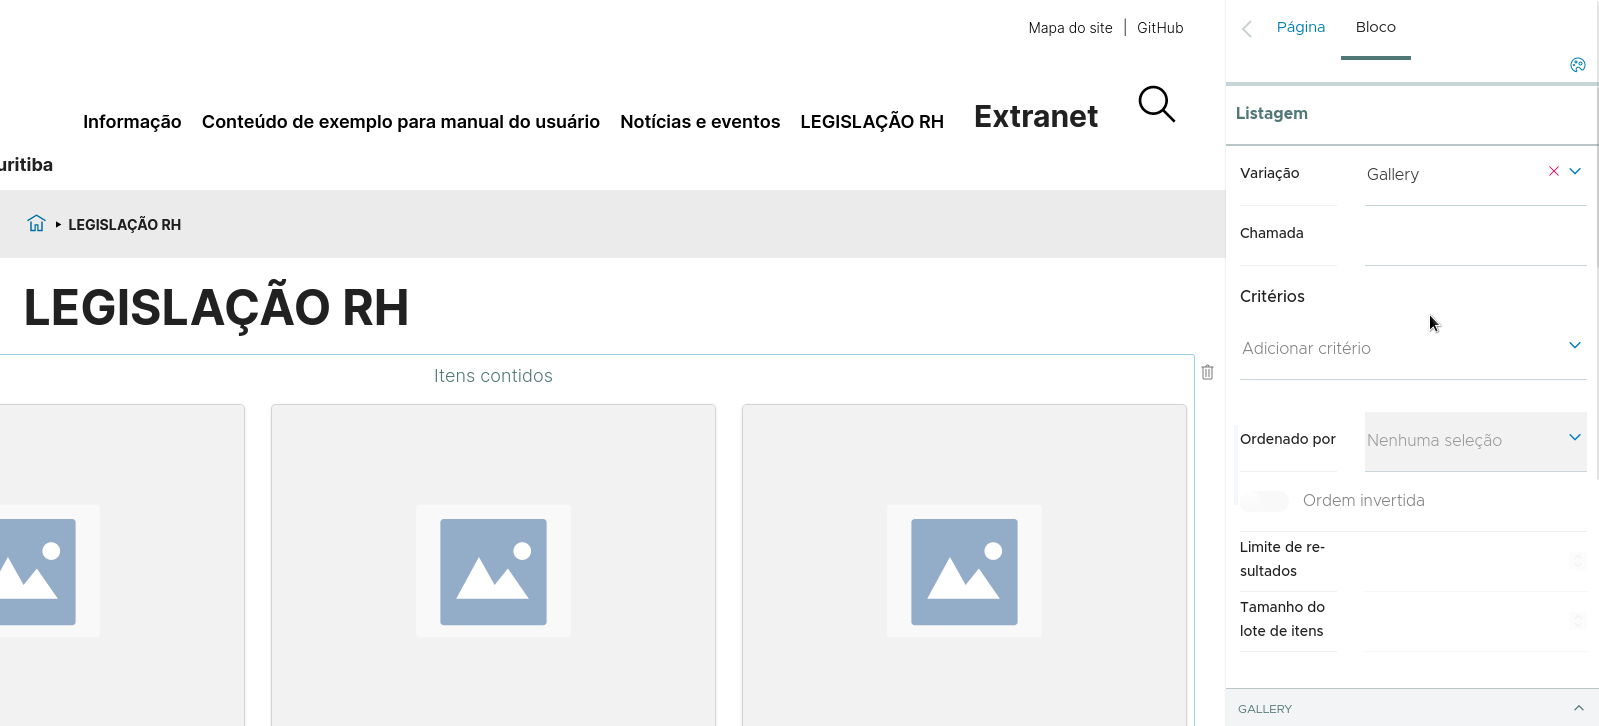 Mapa do site | GitHub
Informação Conteúdo de exemplo para manual do usuário Notícias e eventos LEGISLAÇÃO RH Extranet
uritiba
LEGISLAÇÃO RH
LEGISLAÇÃO RH
Itens contidos
Página Bloco
Listagem
Variação Gallery
Chamada
Critérios
Adicionar critério
Ordenado por Nenhuma seleção
Ordem invertida
Limite de re-
sultados
Tamanho do
lote de itens
GALLERY